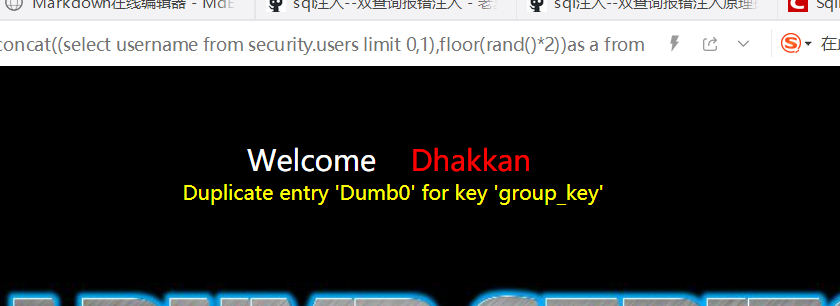 Markdown在线编辑器 - MdE
sql注入--双查询报错注入 - 老
sql注入--双查询报错注入原理
Sql
concat((select username from security.users limit 0,1),floor(rand()*2))as a from
Welcome Dhakkan
Duplicate entry 'Dumb0' for key 'group_key'